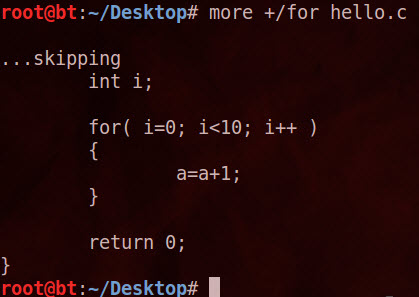 root@bt:~/Desktop# more +/for hello.c

...skipping
        int i;

        for( i=0; i<10; i++ )
        {
                a=a+1;
        }

        return 0;
}
root@bt:~/Desktop#